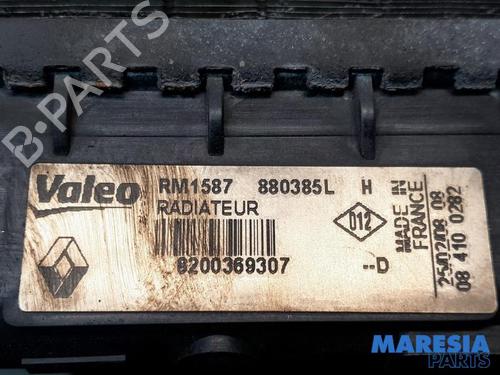 B-PARTS
Valeo
RM1587 880385L H
RADIATEUR
8200369307
--D
D12
MADE IN
FRANCE
25/02/08 08
08 410 0282
MARESIA
PARTS